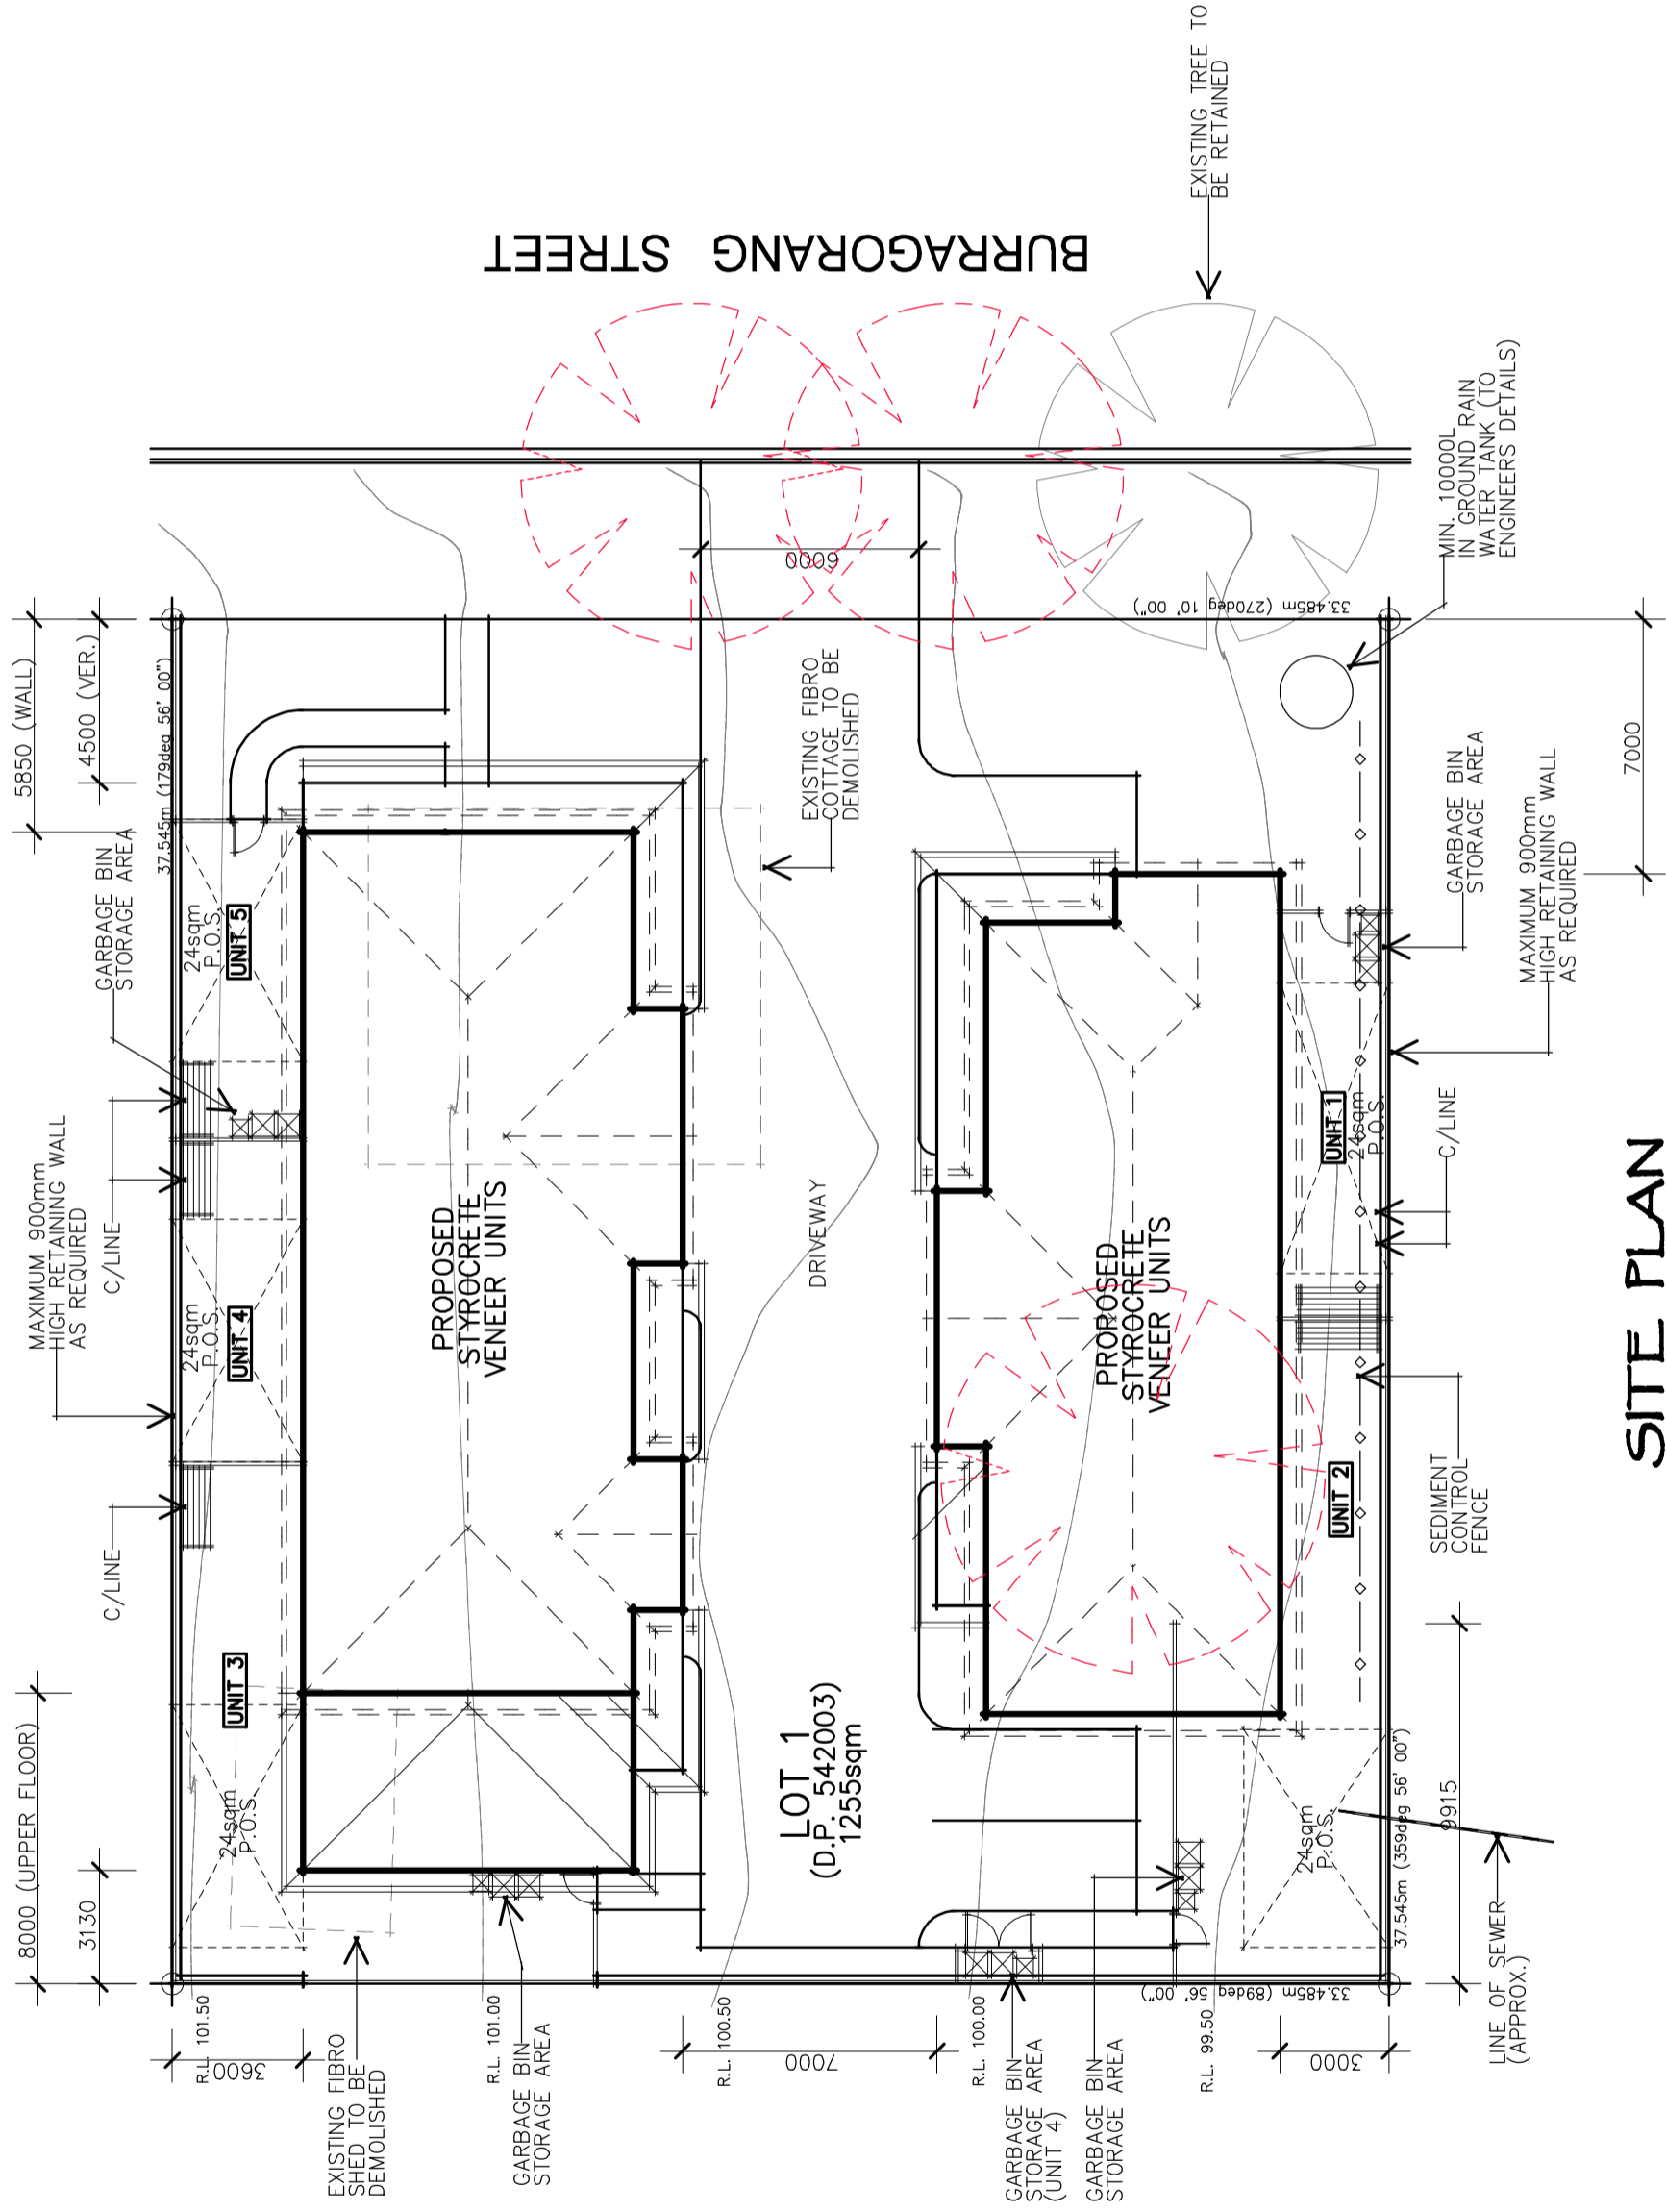 SITE PLAN
BURRAGORANG STREET
EXISTING TREE TO
BE RETAINED
MIN. 10000L
IN GROUND RAIN
WATER TANK (TO
ENGINEERS DETAILS)
5850 (WALL)
4500 (VER.)
37.545m (179deg 56' 00")
33.485m (270deg 10' 00")
6000
7000
GARBAGE BIN
STORAGE AREA
24sqm
P.O.S.
UNIT 5
EXISTING FIBRO
COTTAGE TO BE
DEMOLISHED
GARBAGE BIN
STORAGE AREA
MAXIMUM 900mm
HIGH RETAINING WALL
AS REQUIRED
MAXIMUM 900mm
HIGH RETAINING WALL
AS REQUIRED
C/LINE
24sqm
P.O.S.
UNIT 4
PROPOSED
STYROCRETE
VENEER UNITS
DRIVEWAY
PROPOSED
STYROCRETE
VENEER UNITS
UNIT 1
24sqm
P.O.S.
C/LINE
C/LINE
UNIT 2
SEDIMENT
CONTROL
FENCE
8000 (UPPER FLOOR)
3130
UNIT 3
24sqm
P.O.S.
LOT 1
(D.P. 542003)
1255sqm
24sqm
P.O.S.
37.545m (359deg 56' 00")
9915
33.485m (89deg 56' 00")
LINE OF SEWER
(APPROX.)
R.L. 101.50
3600
EXISTING FIBRO
SHED TO BE
DEMOLISHED
R.L. 101.00
GARBAGE BIN
STORAGE AREA
R.L. 100.50
7000
R.L. 100.00
GARBAGE BIN
STORAGE AREA
(UNIT 4)
GARBAGE BIN
STORAGE AREA
R.L. 99.50
3000